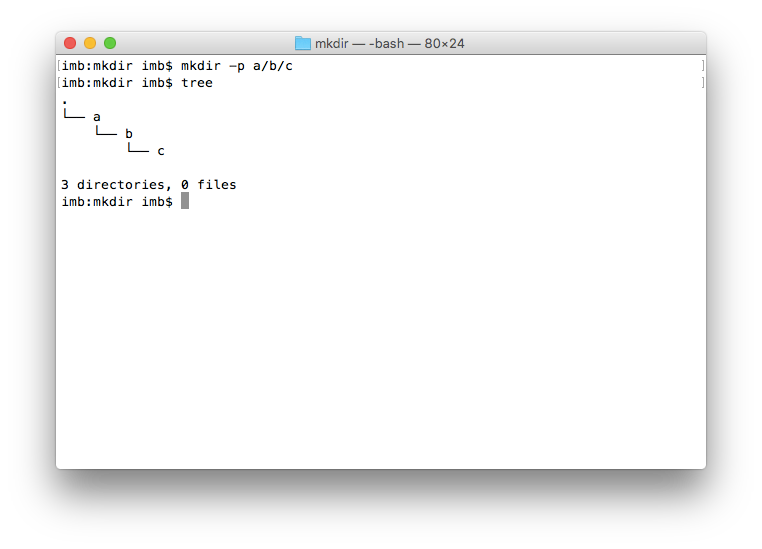 mkdir — -bash — 80×24
[imb:mkdir imb$ mkdir -p a/b/c ]
[imb:mkdir imb$ tree ]
.
└── a
    └── b
        └── c
3 directories, 0 files
imb:mkdir imb$